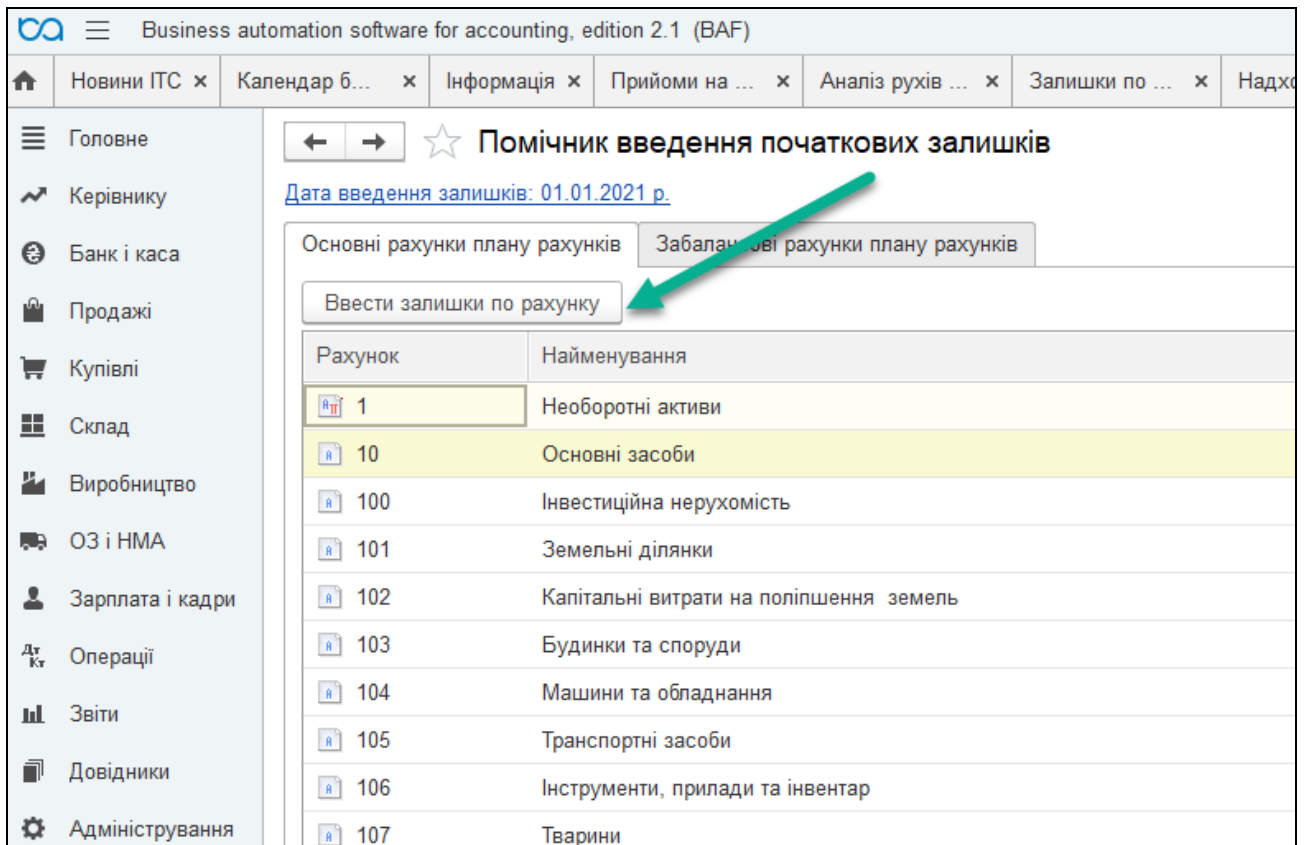 Business automation software for accounting, edition 2.1 (BAF)
Новини ІТС × Календар б... × Інформація × Прийоми на ... × Аналіз рухів ... × Залишки по ... × Надхо
Головне
Помічник введення початкових залишків
Керівнику
Дата введення залишків: 01.01.2021 р.
Банк і каса
Основні рахунки плану рахунків
рахунки плану рахунків
Продажі
Ввести залишки по рахунку
Купівлі
Рахунок Найменування
1 Необоротні активи
Склад
10 Основні засоби
Виробництво
100 Інвестиційна нерухомість
ОЗ і НМА
101 Земельні ділянки
Зарплата і кадри
102 Капітальні витрати на поліпшення земель
Дт
Кт
Операції
103 Будинки та споруди
104 Машини та обладнання
Звіти
105 Транспортні засоби
Довідники
106 Інструменти, прилади та інвентар
Адміністрування
107 Тварини